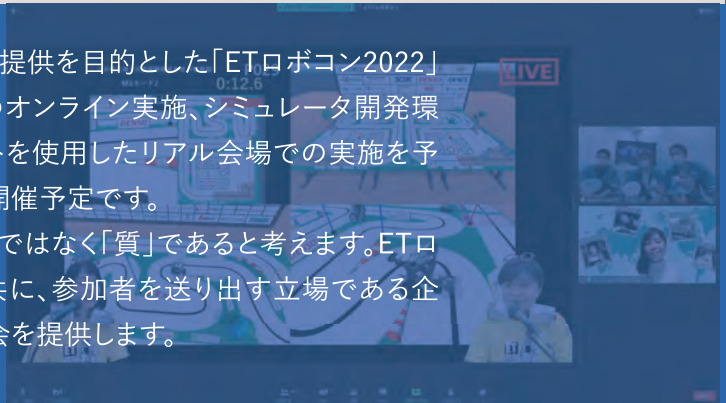 提供を目的とした「ETロボコン2022」
オンライン実施、シミュレータ開発環
を使用したリアル会場での実施を予
開催予定です。
ではなく「質」であると考えます。ETロ
に、参加者を送り出す立場である企
会を提供します。
LIVE
0:12.6